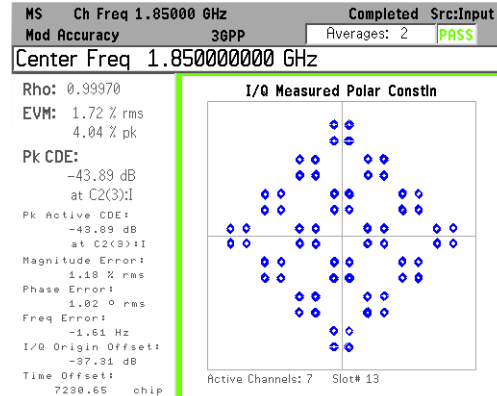 MS Ch Freq 1.85000 GHz Completed Src:Input
Mod Accuracy 3GPP Averages: 2 PASS
Center Freq 1.850000000 GHz
Rho: 0.99970
EVM: 1.72 % rms
4.04 % pk
Pk CDE:
-43.89 dB
at C2(3):I
Pk Active CDE:
-43.89 dB
at C2(3):I
Magnitude Error:
1.18 % rms
Phase Error:
1.02 ° rms
Freq Error:
-1.61 Hz
I/Q Origin Offset:
-37.31 dB
Time Offset:
7230.65 chip
I/Q Measured Polar Constln
Active Channels: 7 Slot# 13